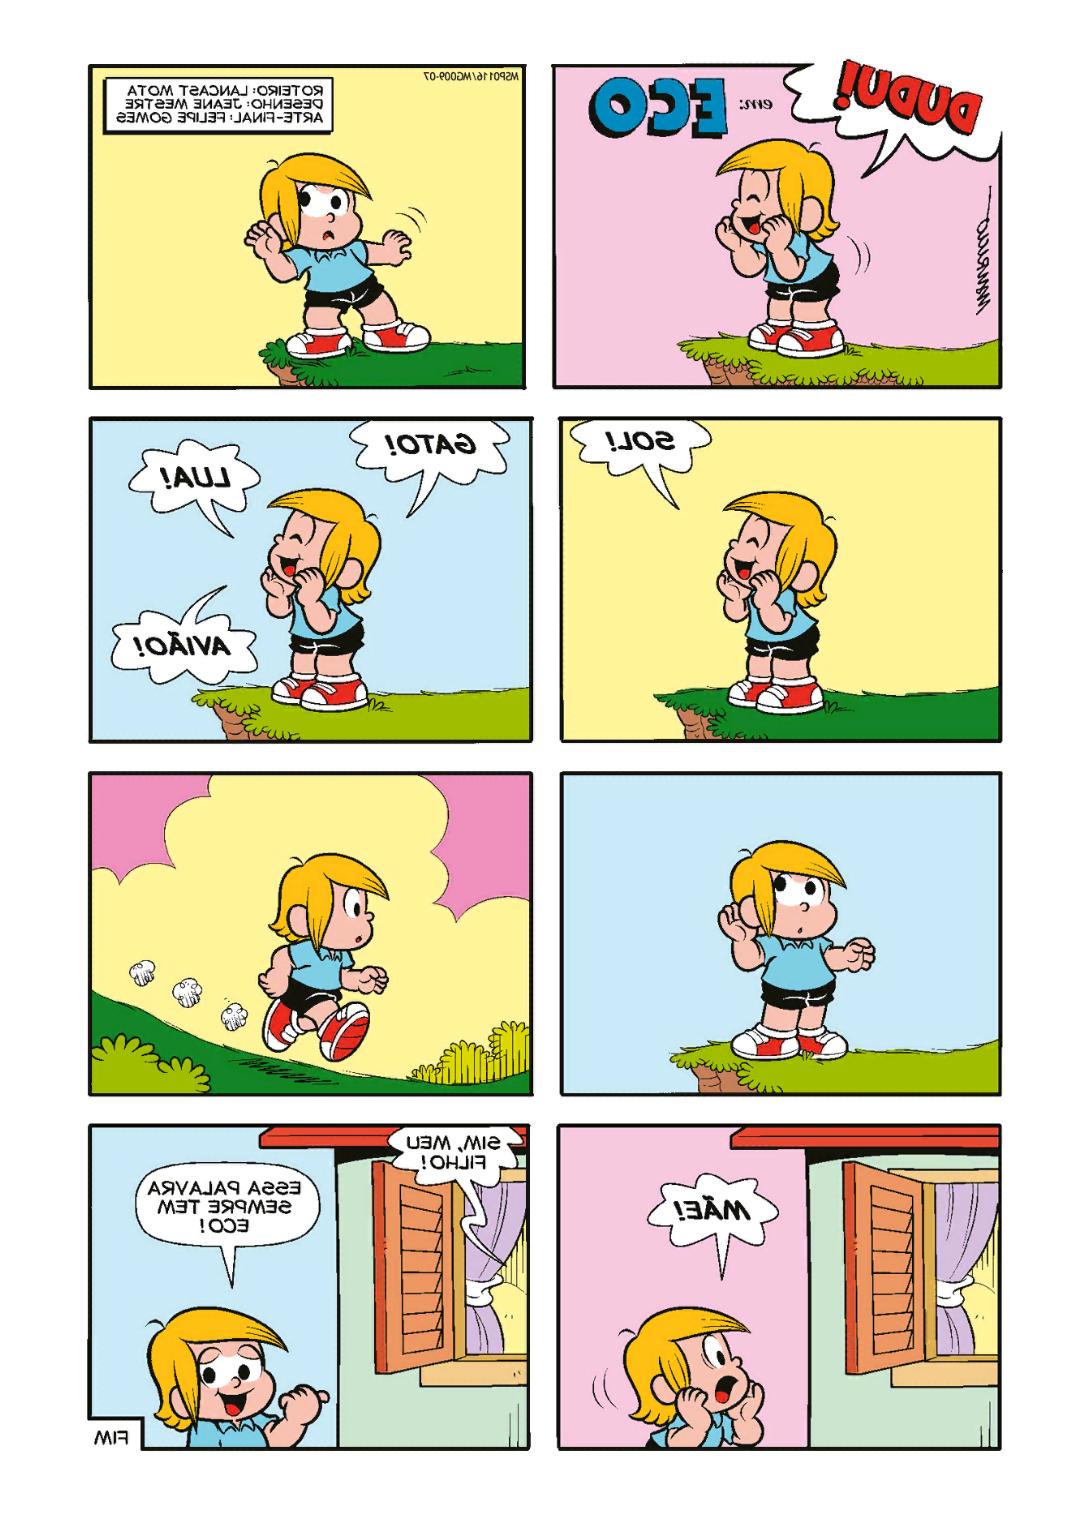 DUDU!
em:
ECO
MAURICIO
MSP0116/MG009-07
ROTEIRO: LANCAST MOTA
DESENHO: JEANE MESTRE
ARTE-FINAL: FELIPE GOMES
SOL!
GATO!
LUA!
AVIÃO!
MÃE!
SIM, MEU
FILHO!
ESSA PALAVRA
SEMPRE TEM
ECO!
FIM